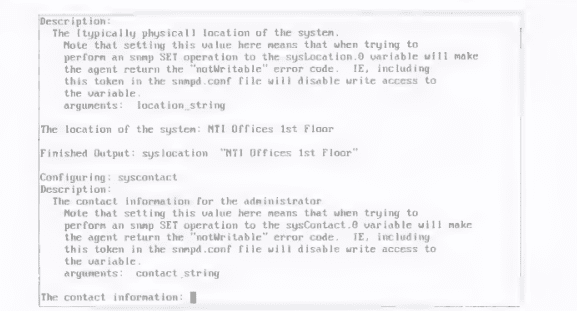 Description:
The (typically physical) location of the system.
Note that setting this value here means that when trying to
perform an snmp SET operation to the sysLocation.0 variable will make
the agent return the "notWritable" error code. IE, including
this token in the snmpd.conf file will disable write access to
the variable.
arguments: location_string
The location of the system: NTI Offices 1st Floor
Finished Output: syslocation "NTI Offices 1st Floor"
Configuring: syscontact
Description:
The contact information for the administrator
Note that setting this value here means that when trying to
perform an snmp SET operation to the sysContact.0 variable will make
the agent return the "notWritable" error code. IE, including
this token in the snmpd.conf file will disable write access to
the variable.
arguments: contact_string
The contact information: